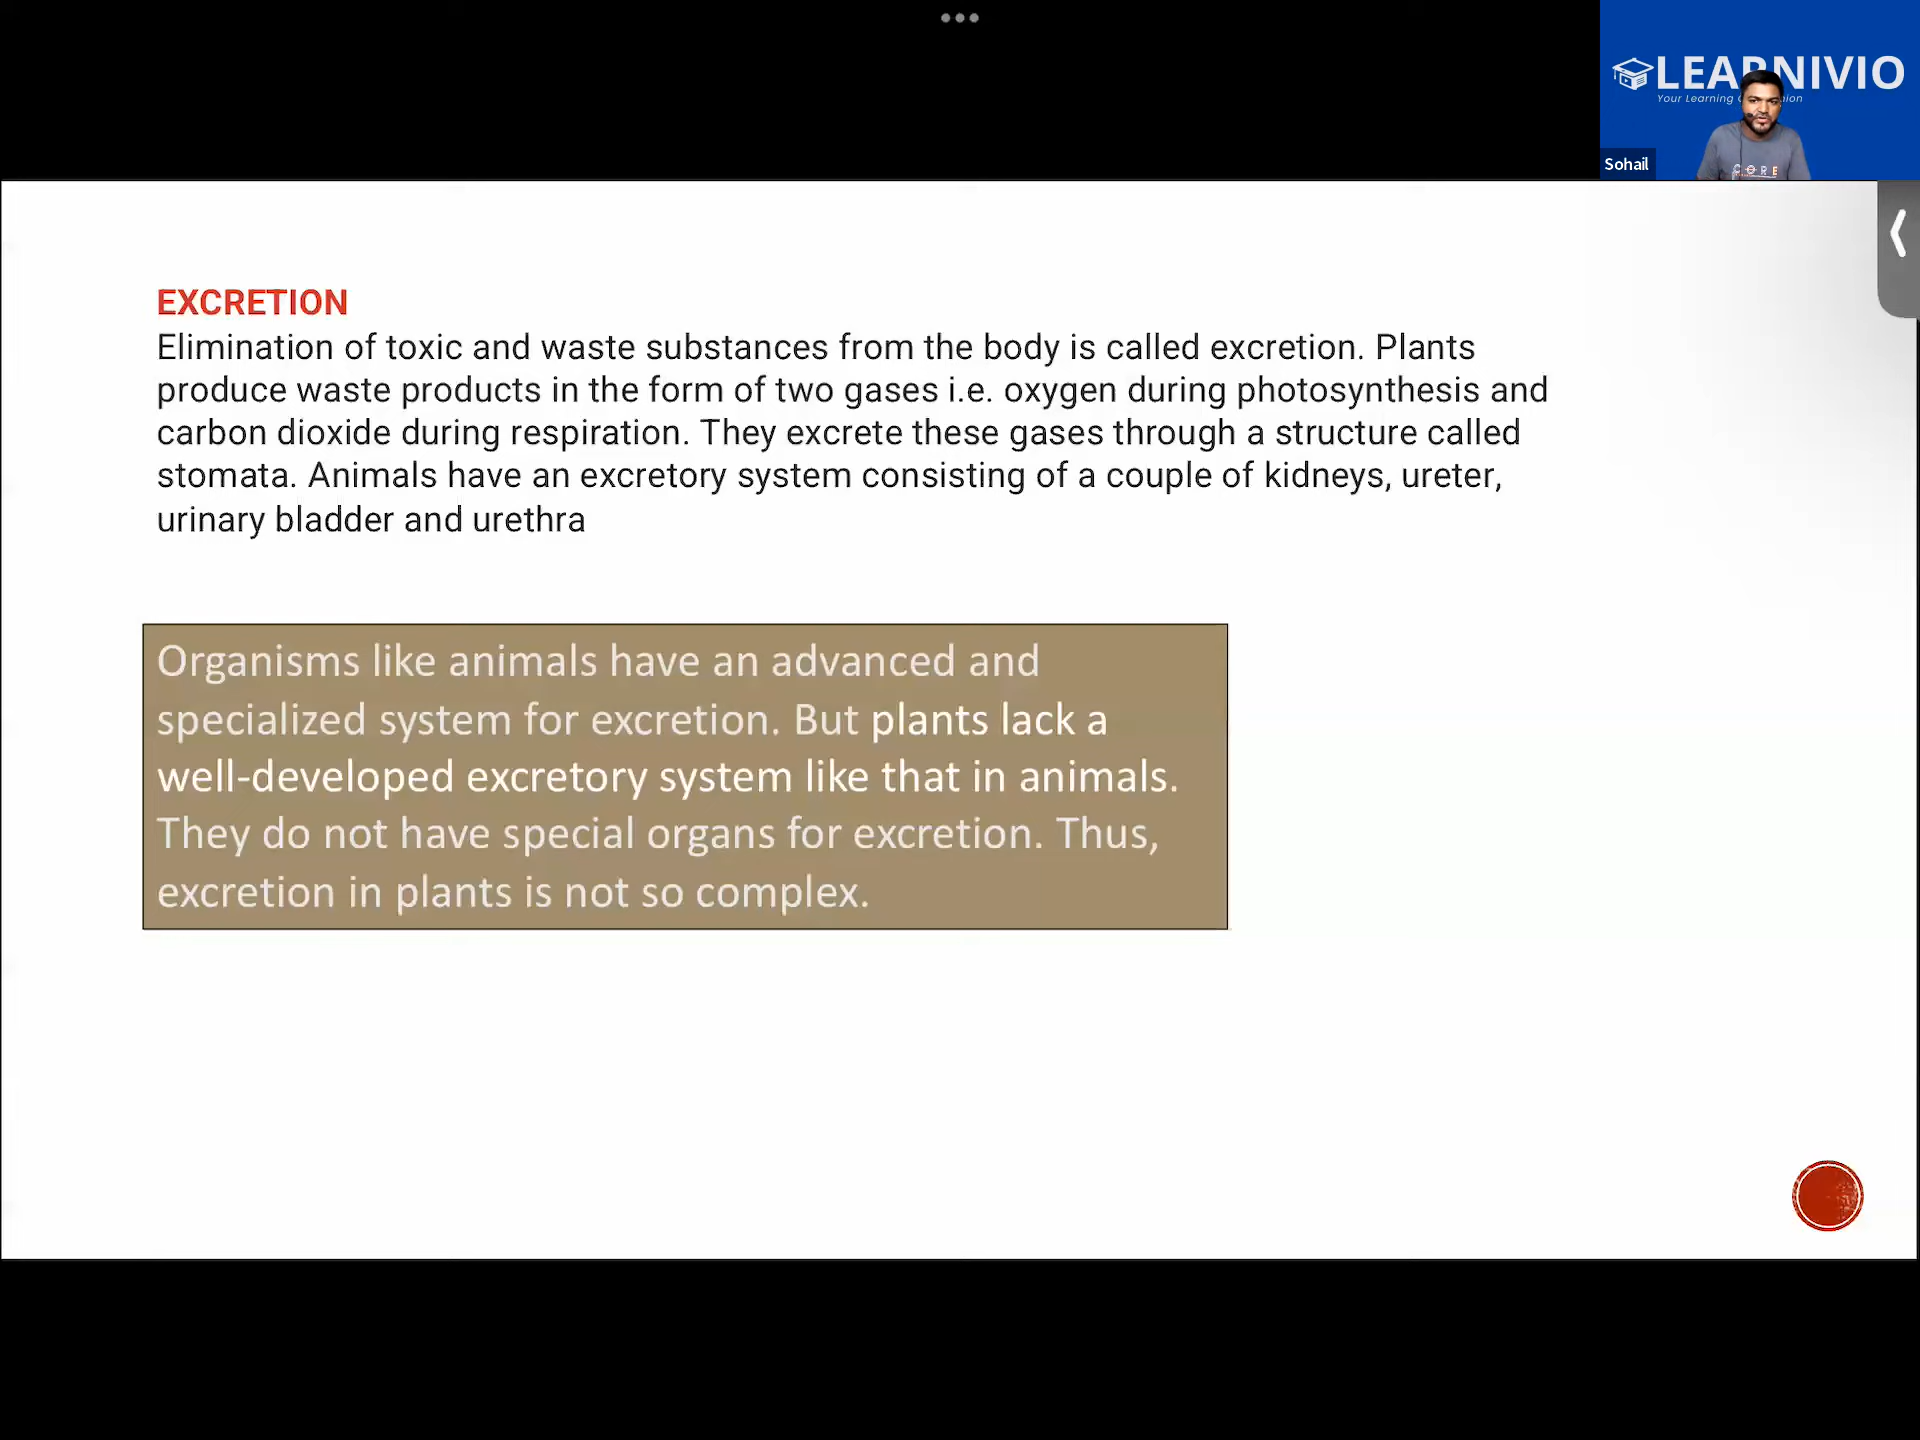 LEARNIVIO
Your Learning
Sohail
CORE
EXCRETION
Elimination of toxic and waste substances from the body is called excretion. Plants
produce waste products in the form of two gases i.e. oxygen during photosynthesis and
carbon dioxide during respiration. They excrete these gases through a structure called
stomata. Animals have an excretory system consisting of a couple of kidneys, ureter,
urinary bladder and urethra
Organisms like animals have an advanced and
specialized system for excretion. But plants lack a
well-developed excretory system like that in animals.
They do not have special organs for excretion. Thus,
excretion in plants is not so complex.